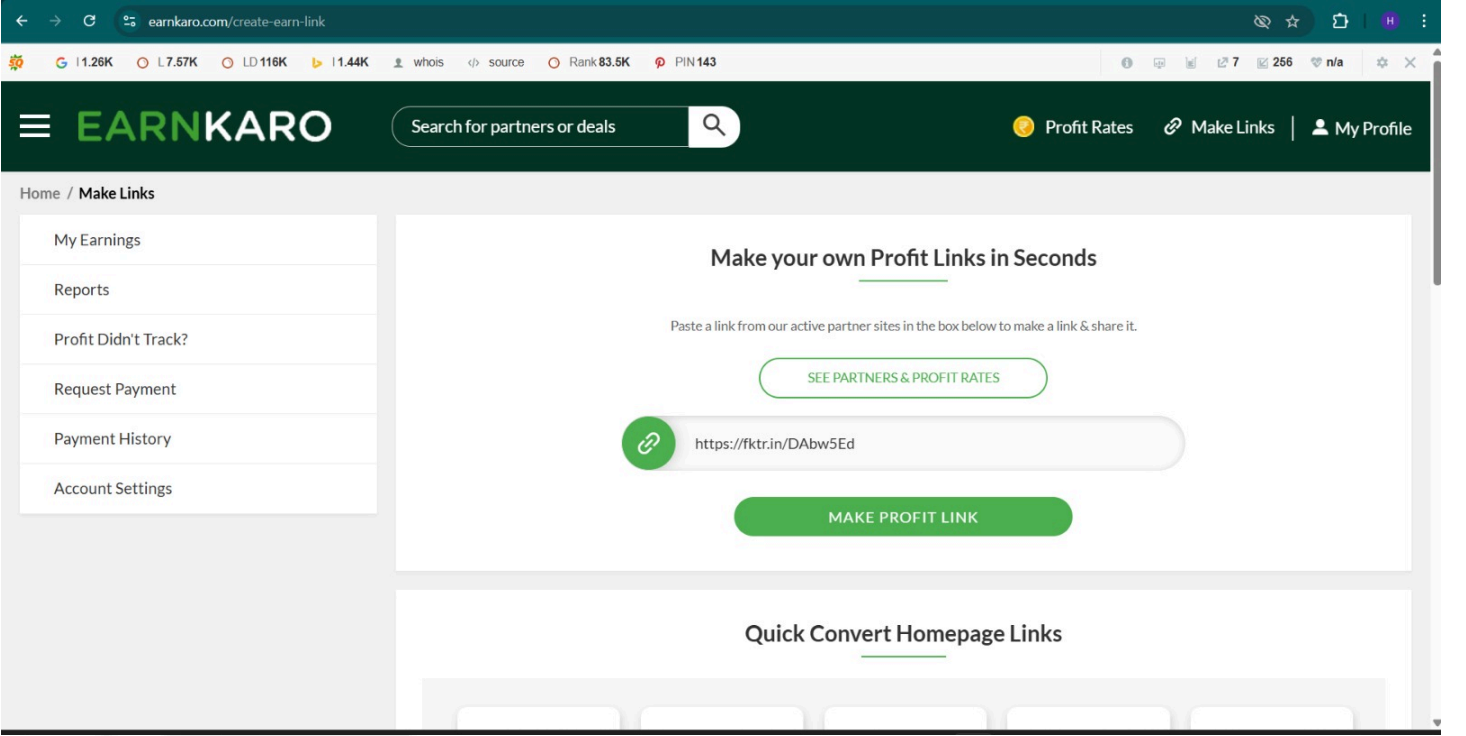 earnkaro.com/create-earn-link
H
SQ
G I 1.26K L 7.57K LD 116K I 1.44K whois </> source Rank 83.5K PIN 143 7 256 n/a
EARNKARO
Search for partners or deals
Profit Rates Make Links | My Profile
Home / Make Links
My Earnings
Reports
Profit Didn't Track?
Request Payment
Payment History
Account Settings
Make your own Profit Links in Seconds
Paste a link from our active partner sites in the box below to make a link & share it.
SEE PARTNERS & PROFIT RATES
https://fktr.in/DAbw5Ed
MAKE PROFIT LINK
Quick Convert Homepage Links